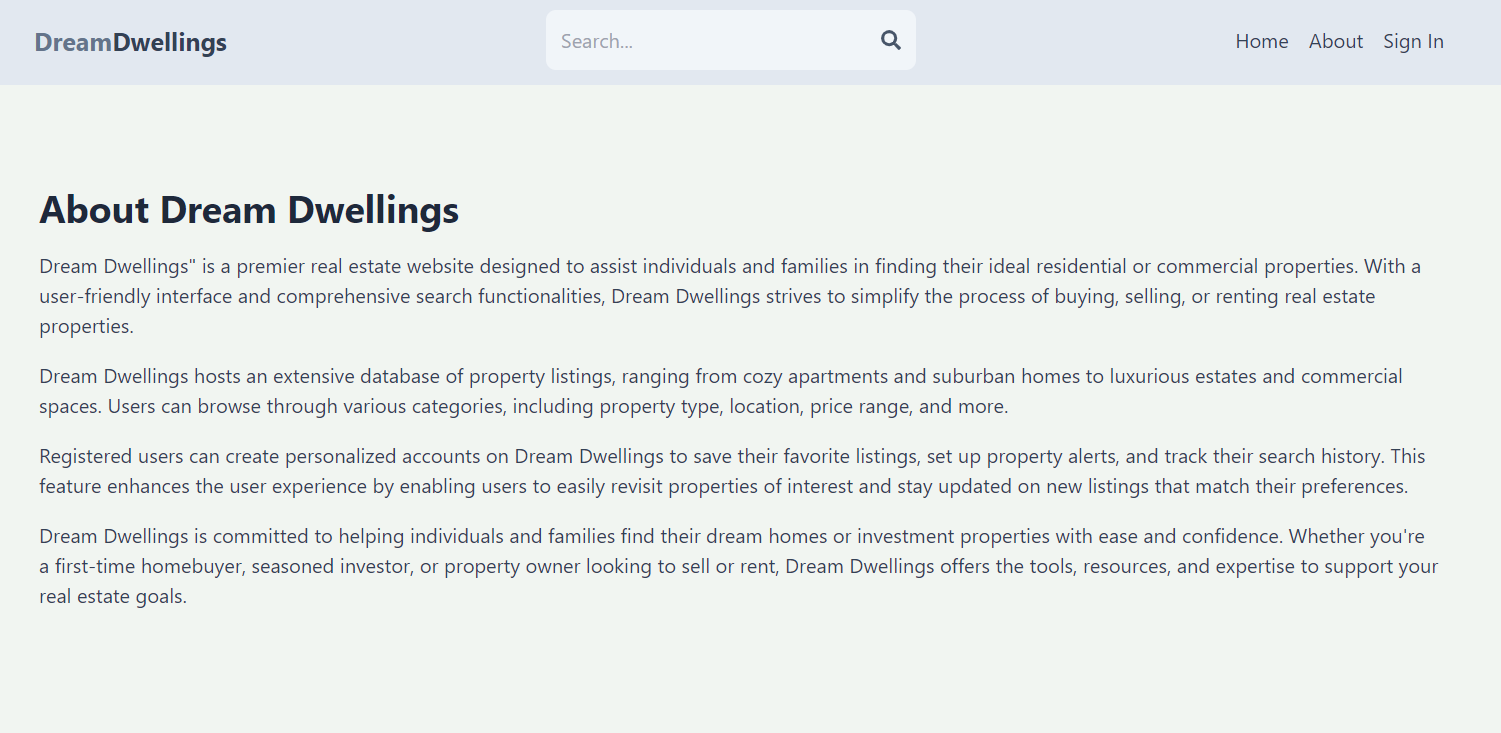 DreamDwellings
Search...
Home About Sign In
About Dream Dwellings
Dream Dwellings" is a premier real estate website designed to assist individuals and families in finding their ideal residential or commercial properties. With a
user-friendly interface and comprehensive search functionalities, Dream Dwellings strives to simplify the process of buying, selling, or renting real estate
properties.
Dream Dwellings hosts an extensive database of property listings, ranging from cozy apartments and suburban homes to luxurious estates and commercial
spaces. Users can browse through various categories, including property type, location, price range, and more.
Registered users can create personalized accounts on Dream Dwellings to save their favorite listings, set up property alerts, and track their search history. This
feature enhances the user experience by enabling users to easily revisit properties of interest and stay updated on new listings that match their preferences.
Dream Dwellings is committed to helping individuals and families find their dream homes or investment properties with ease and confidence. Whether you're
a first-time homebuyer, seasoned investor, or property owner looking to sell or rent, Dream Dwellings offers the tools, resources, and expertise to support your
real estate goals.